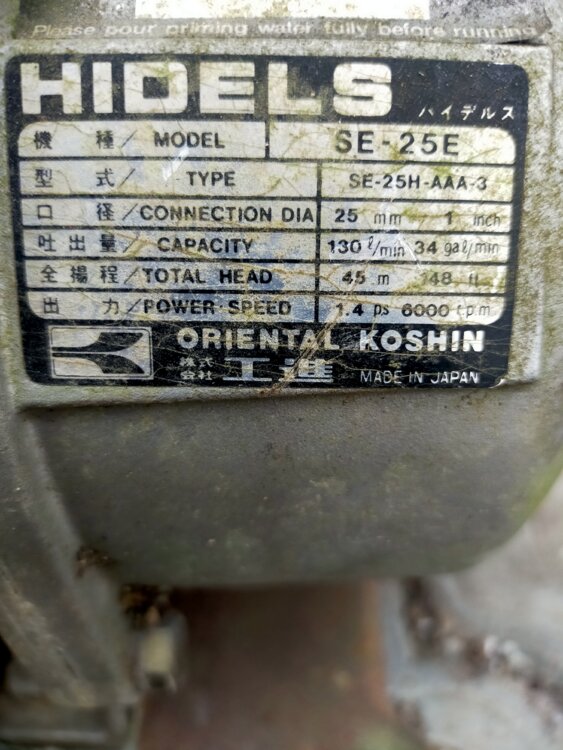 Please pour priming water fully before running
HIDELS ハイデルス
機種/MODEL SE-25E
型式/TYPE SE-25H-AAA-3
口径/CONNECTION DIA 25 mm / 1 inch
吐出量/CAPACITY 130 ℓ/min 34 gal/min
全揚程/TOTAL HEAD 45 m 148 ft
出力/POWER·SPEED 1.4 ps 6000 r.p.m
ORIENTAL KOSHIN
株式会社 工進 MADE IN JAPAN